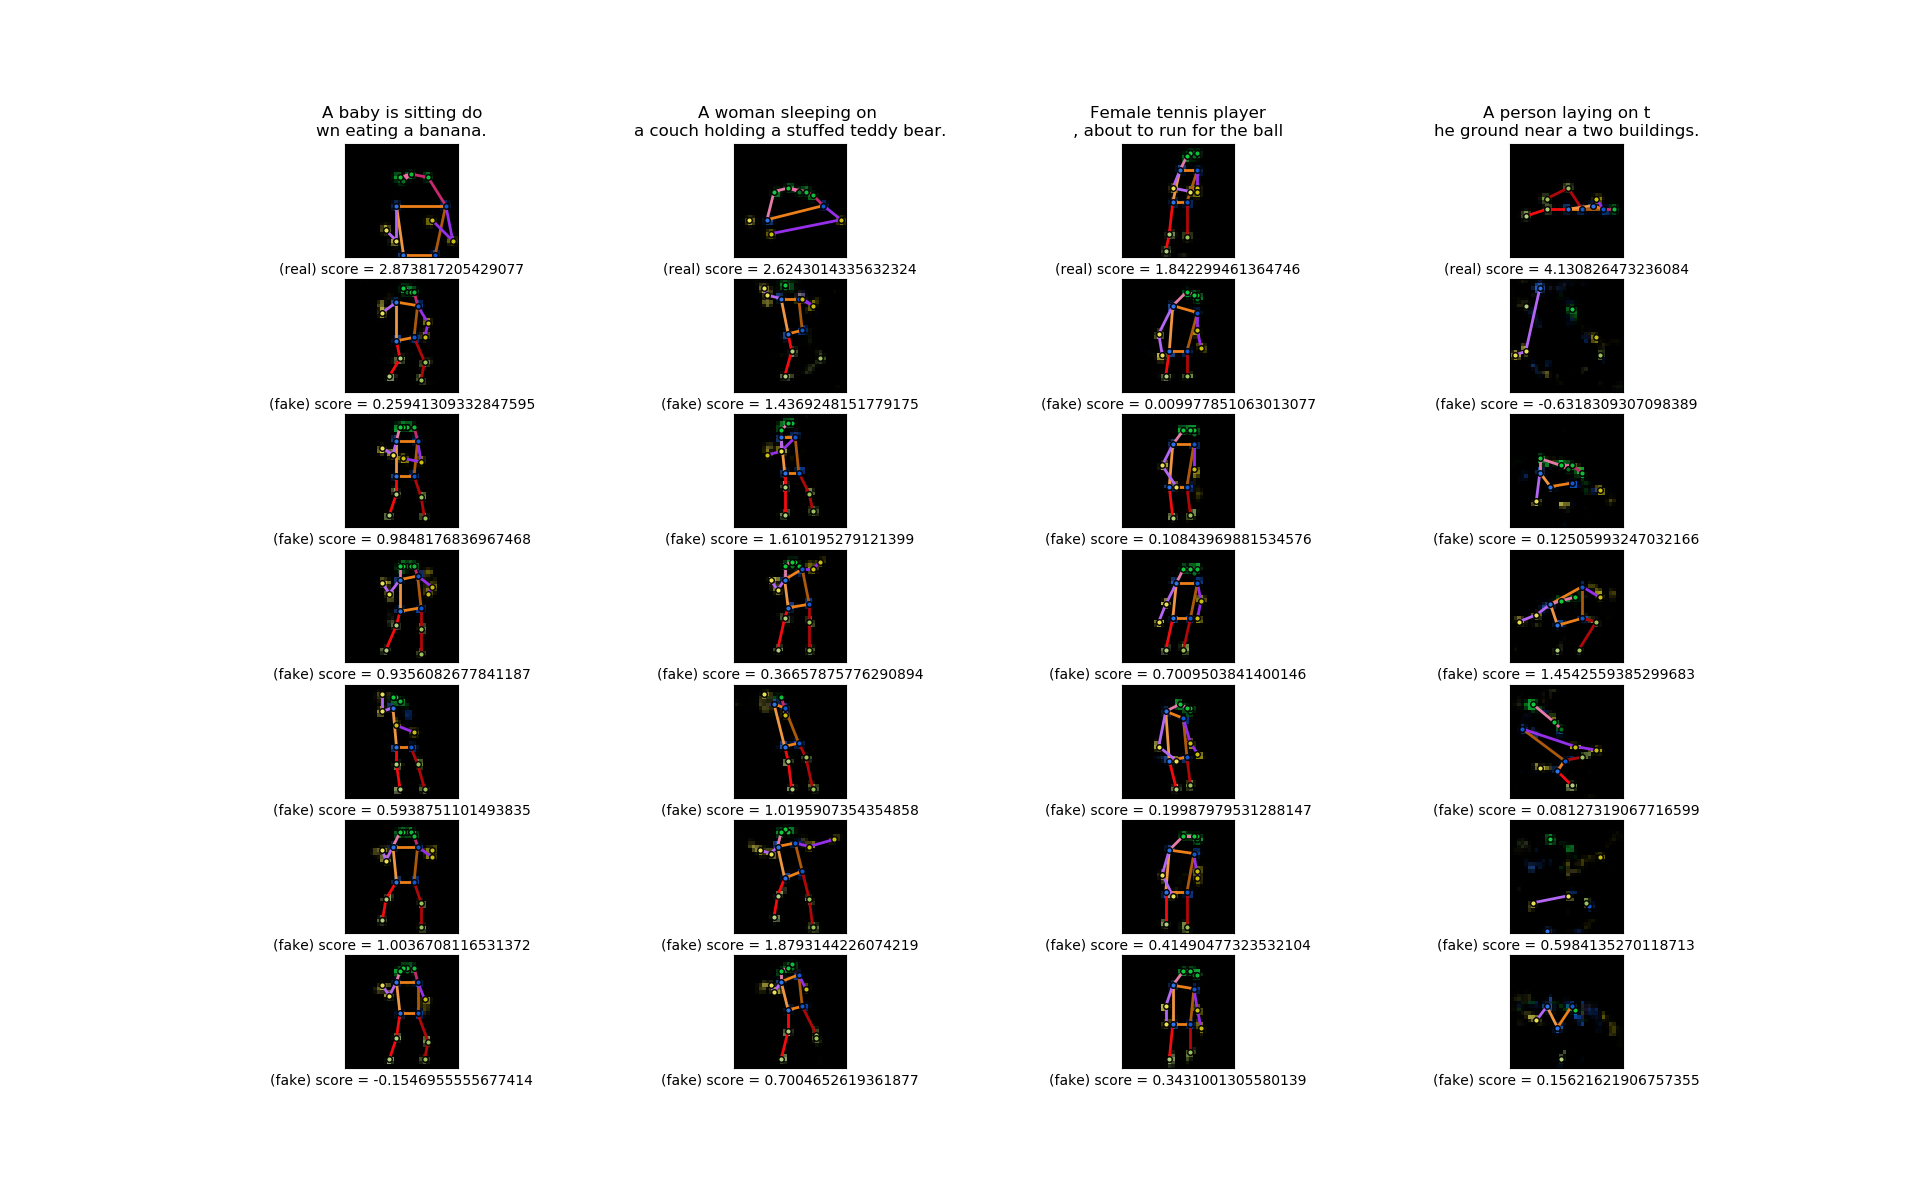 A baby is sitting do
wn eating a banana.
A woman sleeping on
a couch holding a stuffed teddy bear.
Female tennis player
, about to run for the ball
A person laying on t
he ground near a two buildings.
(real) score = 2.873817205429077
(real) score = 2.6243014335632324
(real) score = 1.842299461364746
(real) score = 4.130826473236084
(fake) score = 0.25941309332847595
(fake) score = 1.4369248151779175
(fake) score = 0.009977851063013077
(fake) score = -0.6318309307098389
(fake) score = 0.9848176836967468
(fake) score = 1.610195279121399
(fake) score = 0.10843969881534576
(fake) score = 0.12505993247032166
(fake) score = 0.9356082677841187
(fake) score = 0.36657875776290894
(fake) score = 0.7009503841400146
(fake) score = 1.4542559385299683
(fake) score = 0.5938751101493835
(fake) score = 1.0195907354354858
(fake) score = 0.19987979531288147
(fake) score = 0.08127319067716599
(fake) score = 1.0036708116531372
(fake) score = 1.8793144226074219
(fake) score = 0.41490477323532104
(fake) score = 0.5984135270118713
(fake) score = -0.1546955555677414
(fake) score = 0.7004652619361877
(fake) score = 0.3431001305580139
(fake) score = 0.15621621906757355